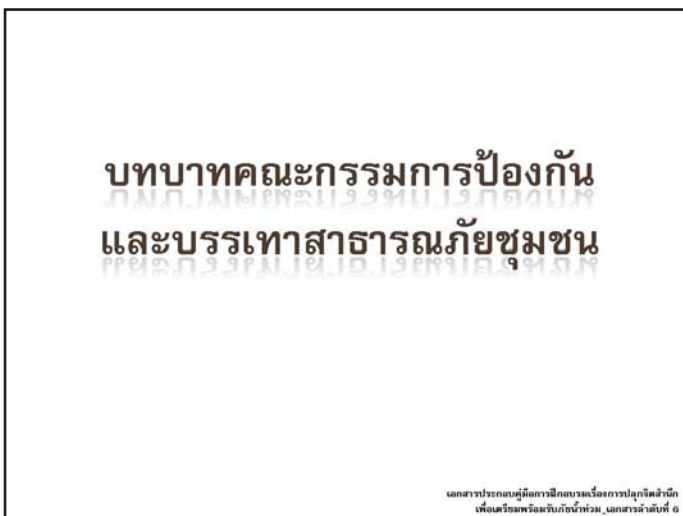 บทบาทคณะกรรมการป้องกัน
และบรรเทาสาธารณภัยชุมชน
เอกสารประกอบคู่มือการฝึกอบรมเรื่องการปลุกจิตสำนึก
เพื่อเตรียมพร้อมรับภัยน้ำท่วม_เอกสารลำดับที่ 6